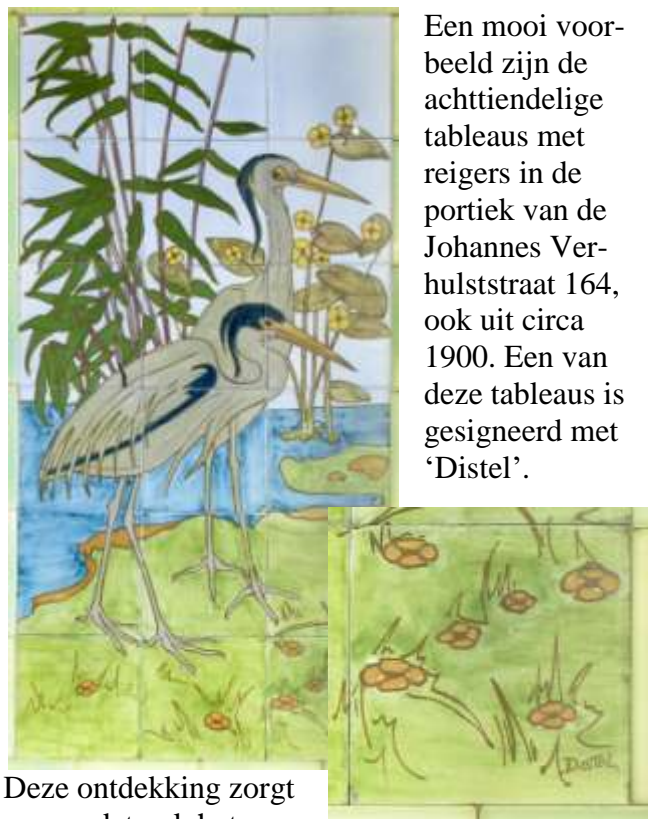 Een mooi voor-
beeld zijn de
achttiendelige
tableaus met
reigers in de
portiek van de
Johannes Ver-
hulststraat 164,
ook uit circa
1900. Een van
deze tableaus is
gesigneerd met
‘Distel’.
DISTEL
Deze ontdekking zorgt